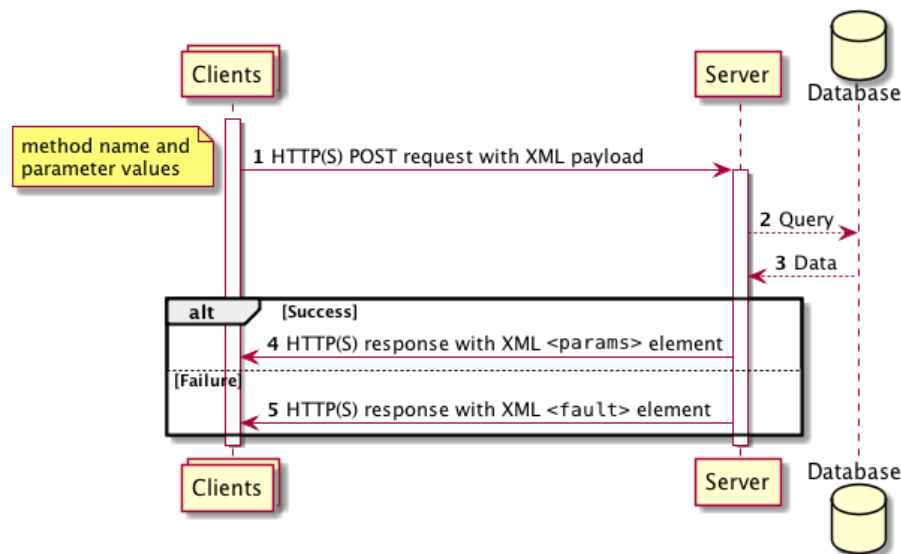 Clients
Server
Database
method name and
parameter values
1 HTTP(S) POST request with XML payload
2 Query
3 Data
alt [Success]
4 HTTP(S) response with XML <params> element
[Failure]
5 HTTP(S) response with XML <fault> element
Clients
Server
Database